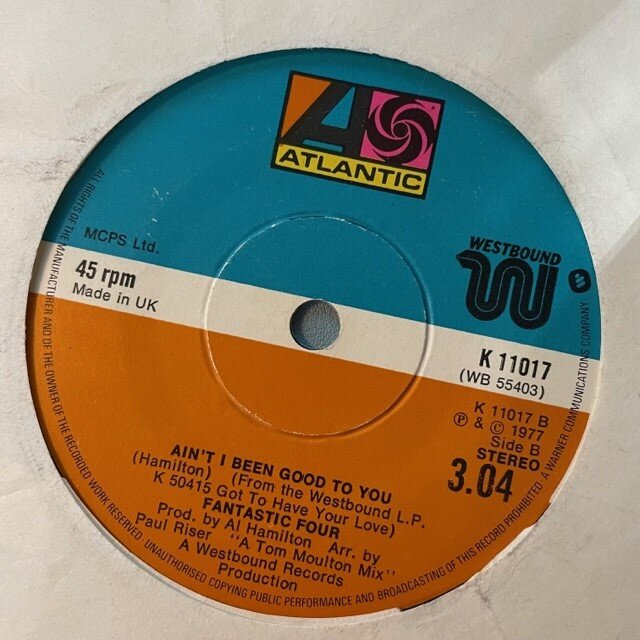 ATLANTIC
WESTBOUND
MCPS Ltd.
45 rpm
Made in UK
K 11017
(WB 55403)
K 11017 B
℗ & © 1977
Side B
STEREO
3.04
AIN'T I BEEN GOOD TO YOU
(Hamilton) (From the Westbound L.P.
K 50415 Got To Have Your Love)
FANTASTIC FOUR
Prod. by Al Hamilton Arr. by
Paul Riser "A Tom Moulton Mix"
A Westbound Records
Production
ALL RIGHTS OF THE MANUFACTURER AND OF THE OWNER OF THE RECORDED WORK RESERVED UNAUTHORISED COPYING PUBLIC PERFORMANCE AND BROADCASTING OF THIS RECORD PROHIBITED A WARNER COMMUNICATIONS COMPANY